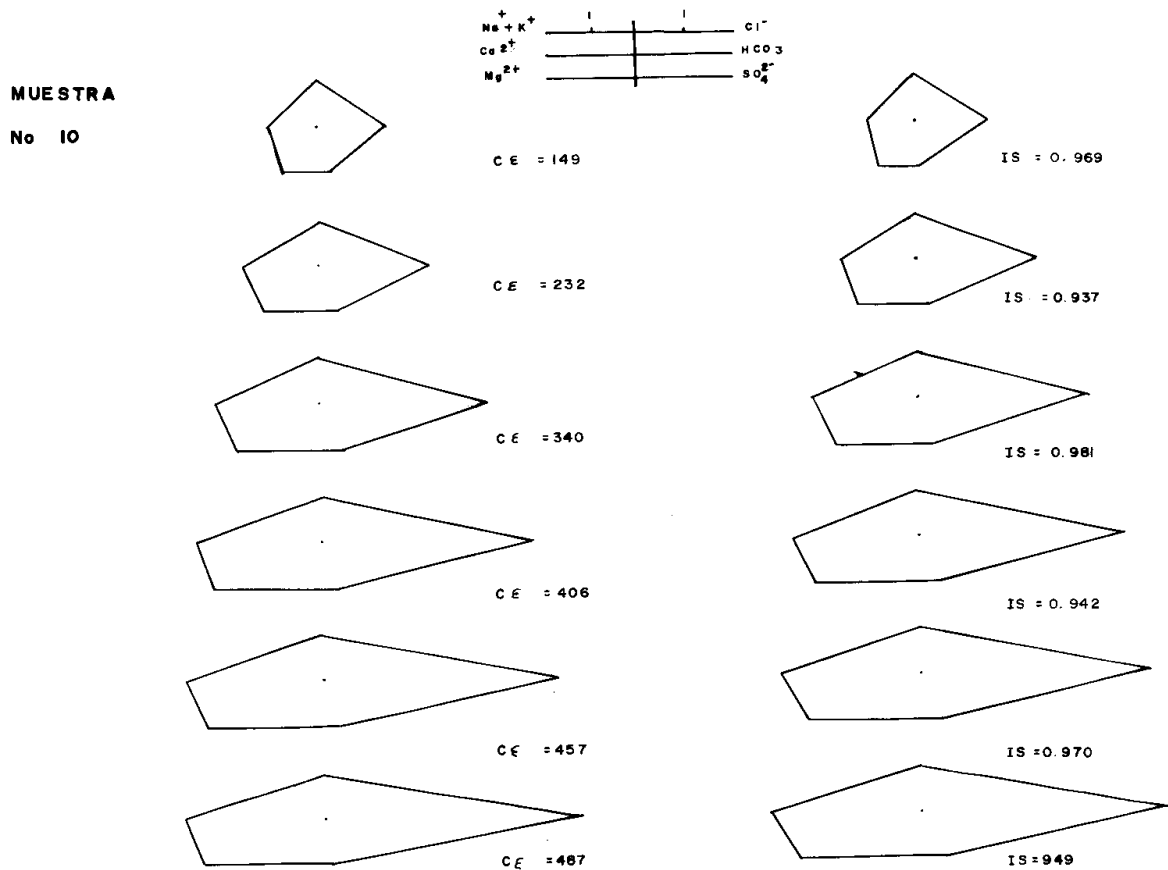 Na⁺ + K⁺ 1 1 Cl⁻
Ca²⁺ HCO3
Mg²⁺ SO₄²⁻
MUESTRA
No 10
CE = 149 IS = 0.969
CE = 232 IS = 0.937
CE = 340 IS = 0.981
CE = 406 IS = 0.942
CE = 457 IS = 0.970
CE = 487 IS = 949